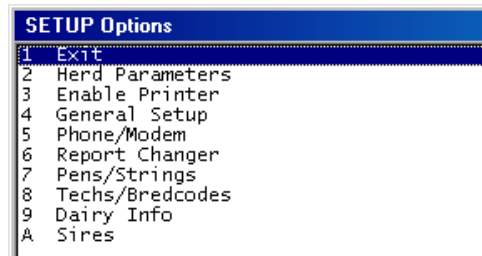 SETUP Options
1 Exit
2 Herd Parameters
3 Enable Printer
4 General Setup
5 Phone/Modem
6 Report Changer
7 Pens/Strings
8 Techs/Bredcodes
9 Dairy Info
A Sires